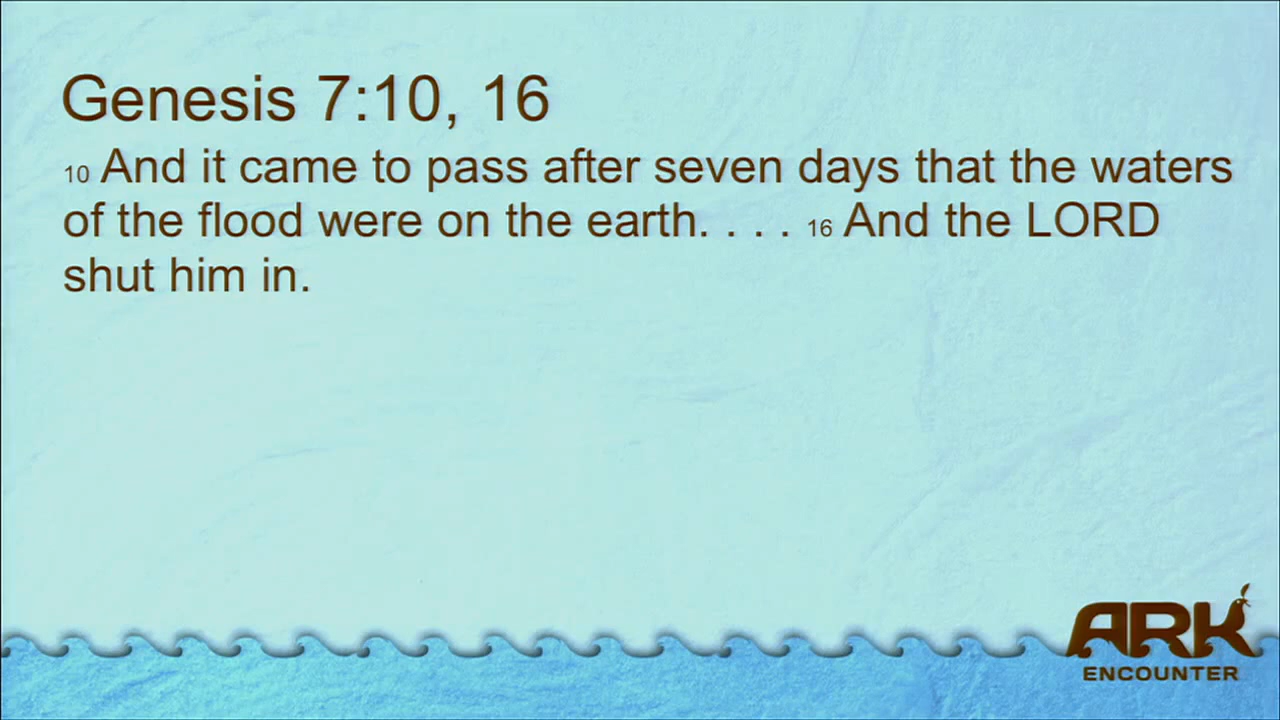 Genesis 7:10, 16
10 And it came to pass after seven days that the waters
of the flood were on the earth. . . . 16 And the LORD
shut him in.
ARK
ENCOUNTER